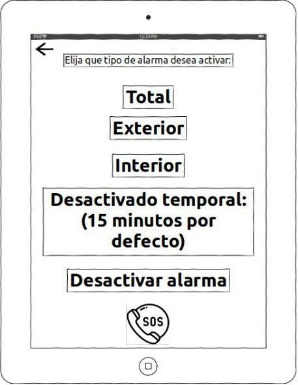 Elija que tipo de alarma desea activar:
Total
Exterior
Interior
Desactivado temporal:
(15 minutos por
defecto)
Desactivar alarma
SOS